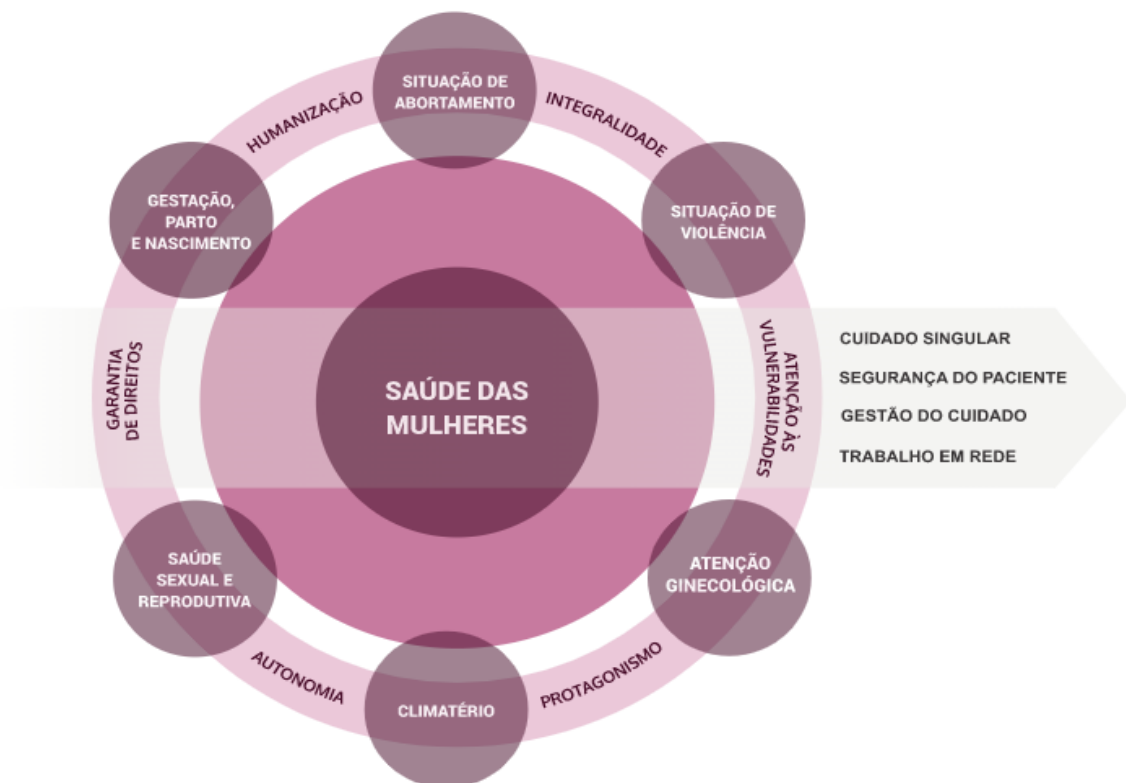 SITUAÇÃO DE
ABORTAMENTO
HUMANIZAÇÃO
INTEGRALIDADE
GESTAÇÃO,
PARTO
E NASCIMENTO
SITUAÇÃO DE
VIOLÊNCIA
GARANTIA
DE DIREITOS
SAÚDE DAS
MULHERES
ATENÇÃO ÀS
VULNERABILIDADES
CUIDADO SINGULAR
SEGURANÇA DO PACIENTE
GESTÃO DO CUIDADO
TRABALHO EM REDE
SAÚDE
SEXUAL E
REPRODUTIVA
ATENÇÃO
GINECOLÓGICA
AUTONOMIA
PROTAGONISMO
CLIMATÉRIO